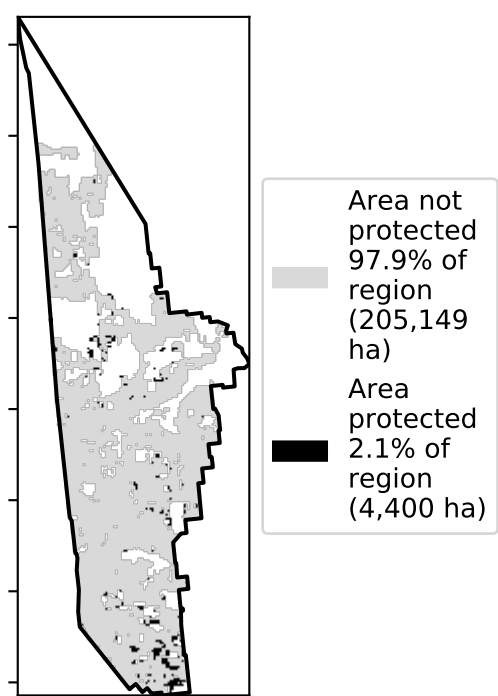 Area not
protected
97.9% of
region
(205,149
ha)
Area
protected
2.1% of
region
(4,400 ha)